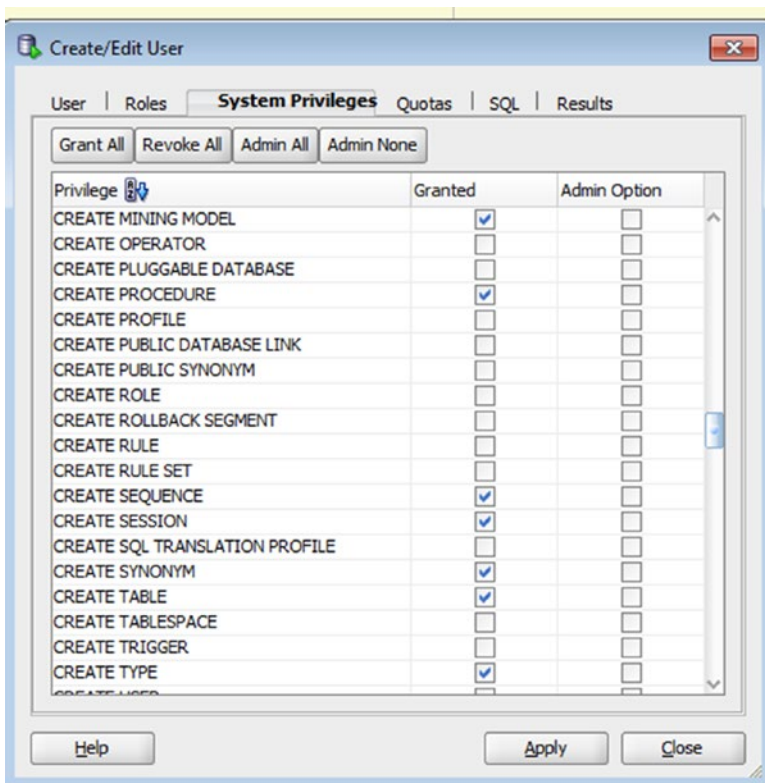 Create/Edit User
User Roles System Privileges Quotas SQL Results
Grant All Revoke All Admin All Admin None
Privilege Granted Admin Option
CREATE MINING MODEL
CREATE OPERATOR
CREATE PLUGGABLE DATABASE
CREATE PROCEDURE
CREATE PROFILE
CREATE PUBLIC DATABASE LINK
CREATE PUBLIC SYNONYM
CREATE ROLE
CREATE ROLLBACK SEGMENT
CREATE RULE
CREATE RULE SET
CREATE SEQUENCE
CREATE SESSION
CREATE SQL TRANSLATION PROFILE
CREATE SYNONYM
CREATE TABLE
CREATE TABLESPACE
CREATE TRIGGER
CREATE TYPE
Help Apply Close